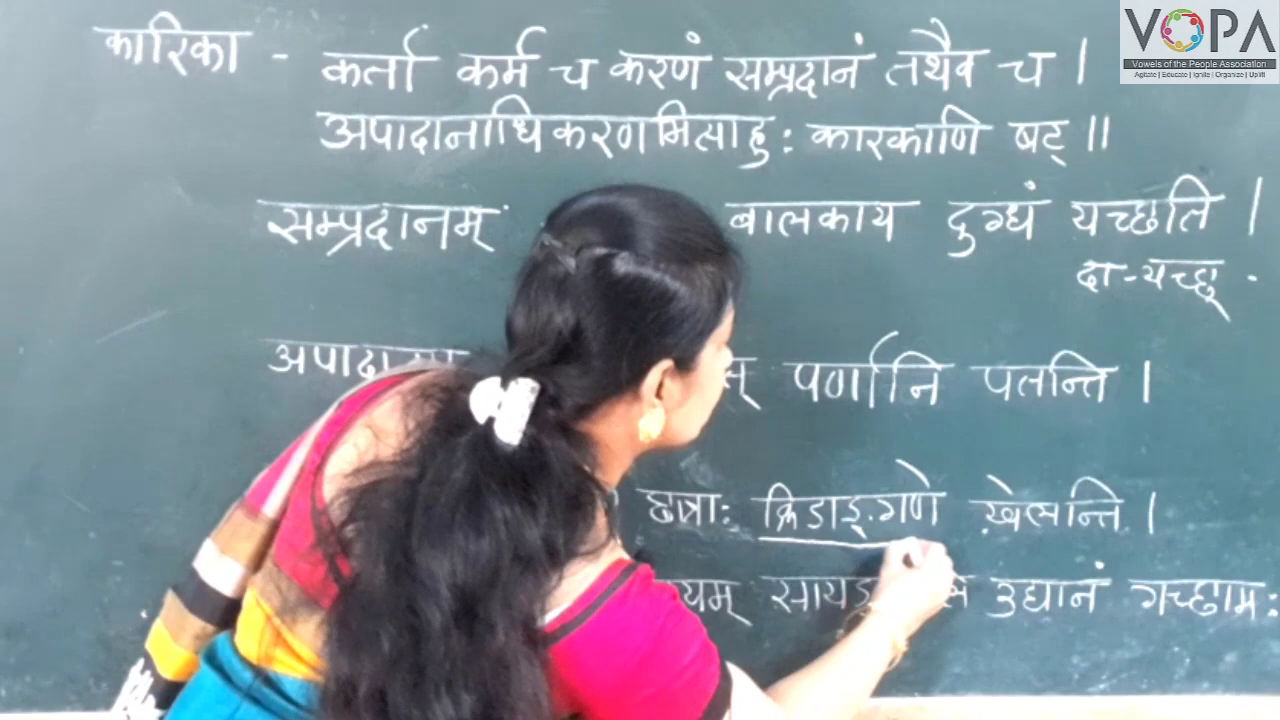 VOPA
Vowels of the People Association
Agitate | Educate | Ignite | Organize | Uplift
कारिका - कर्ता कर्म च करणं सम्प्रदानं तथैव च ।
अपादानाधिकरणमित्याहुः कारकाणि षट् ॥
सम्प्रदानम् बालकाय दुग्धं यच्छति ।
दा - यच्छ्
पर्णानि पतन्ति ।
छात्राः क्रिडाङ्गणे खेलन्ति ।
उद्यानं गच्छामः